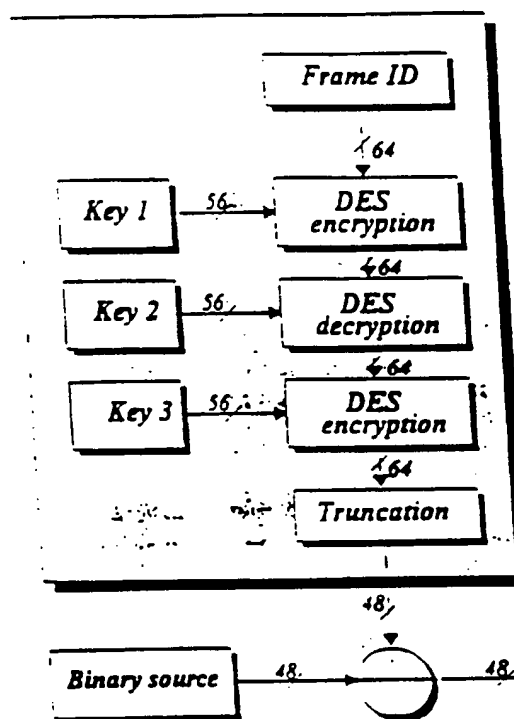 Frame ID
64
Key 1
56
DES
encryption
64
Key 2
56
DES
decryption
64
Key 3
56
DES
encryption
64
Truncation
48
Binary source
48
48